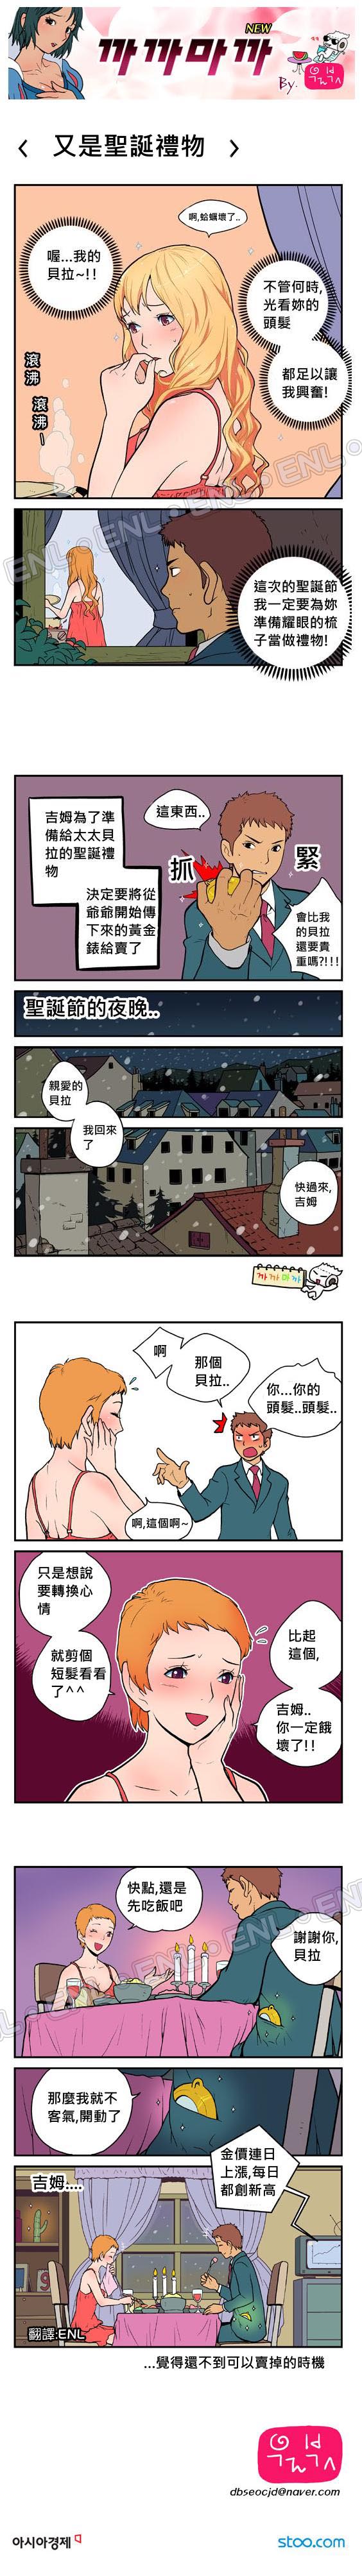 NEW
까까마까
By.
< 又是聖誕禮物 >
啊,蛤蠣壞了..
喔...我的
貝拉~!!
不管何時,
光看妳的
頭髮
都足以讓
我興奮!
滾沸
滾沸~
ENL ENL ENL ENL
這次的聖誕節
我一定要為妳
準備耀眼的梳
子當做禮物!
吉姆為了準
備給太太貝
拉的聖誕禮
物
決定要將從
爺爺開始傳
下來的黃金
錶給賣了
這東西..
抓
緊
會比我
的貝拉
還要貴
重嗎?!!!
聖誕節的夜晚..
親愛的
貝拉
我回來
了
快過來,
吉姆
까까마까
啊
那個
貝拉..
你...你的
頭髮..頭髮..
啊,這個啊~
只是想說
要轉換心
情
就剪個
短髮看看
了^^
比起
這個,
吉姆..
你一定餓
壞了!!
快點,還是
先吃飯吧
謝謝你,
貝拉
ENL ENL ENL ENL
那麼我就不
客氣,開動了
金價連日
上漲,每日
都創新高
吉姆....
翻譯:ENL
...覺得還不到可以賣掉的時機
dbseocjd@naver.com
아시아경제
stoo.com